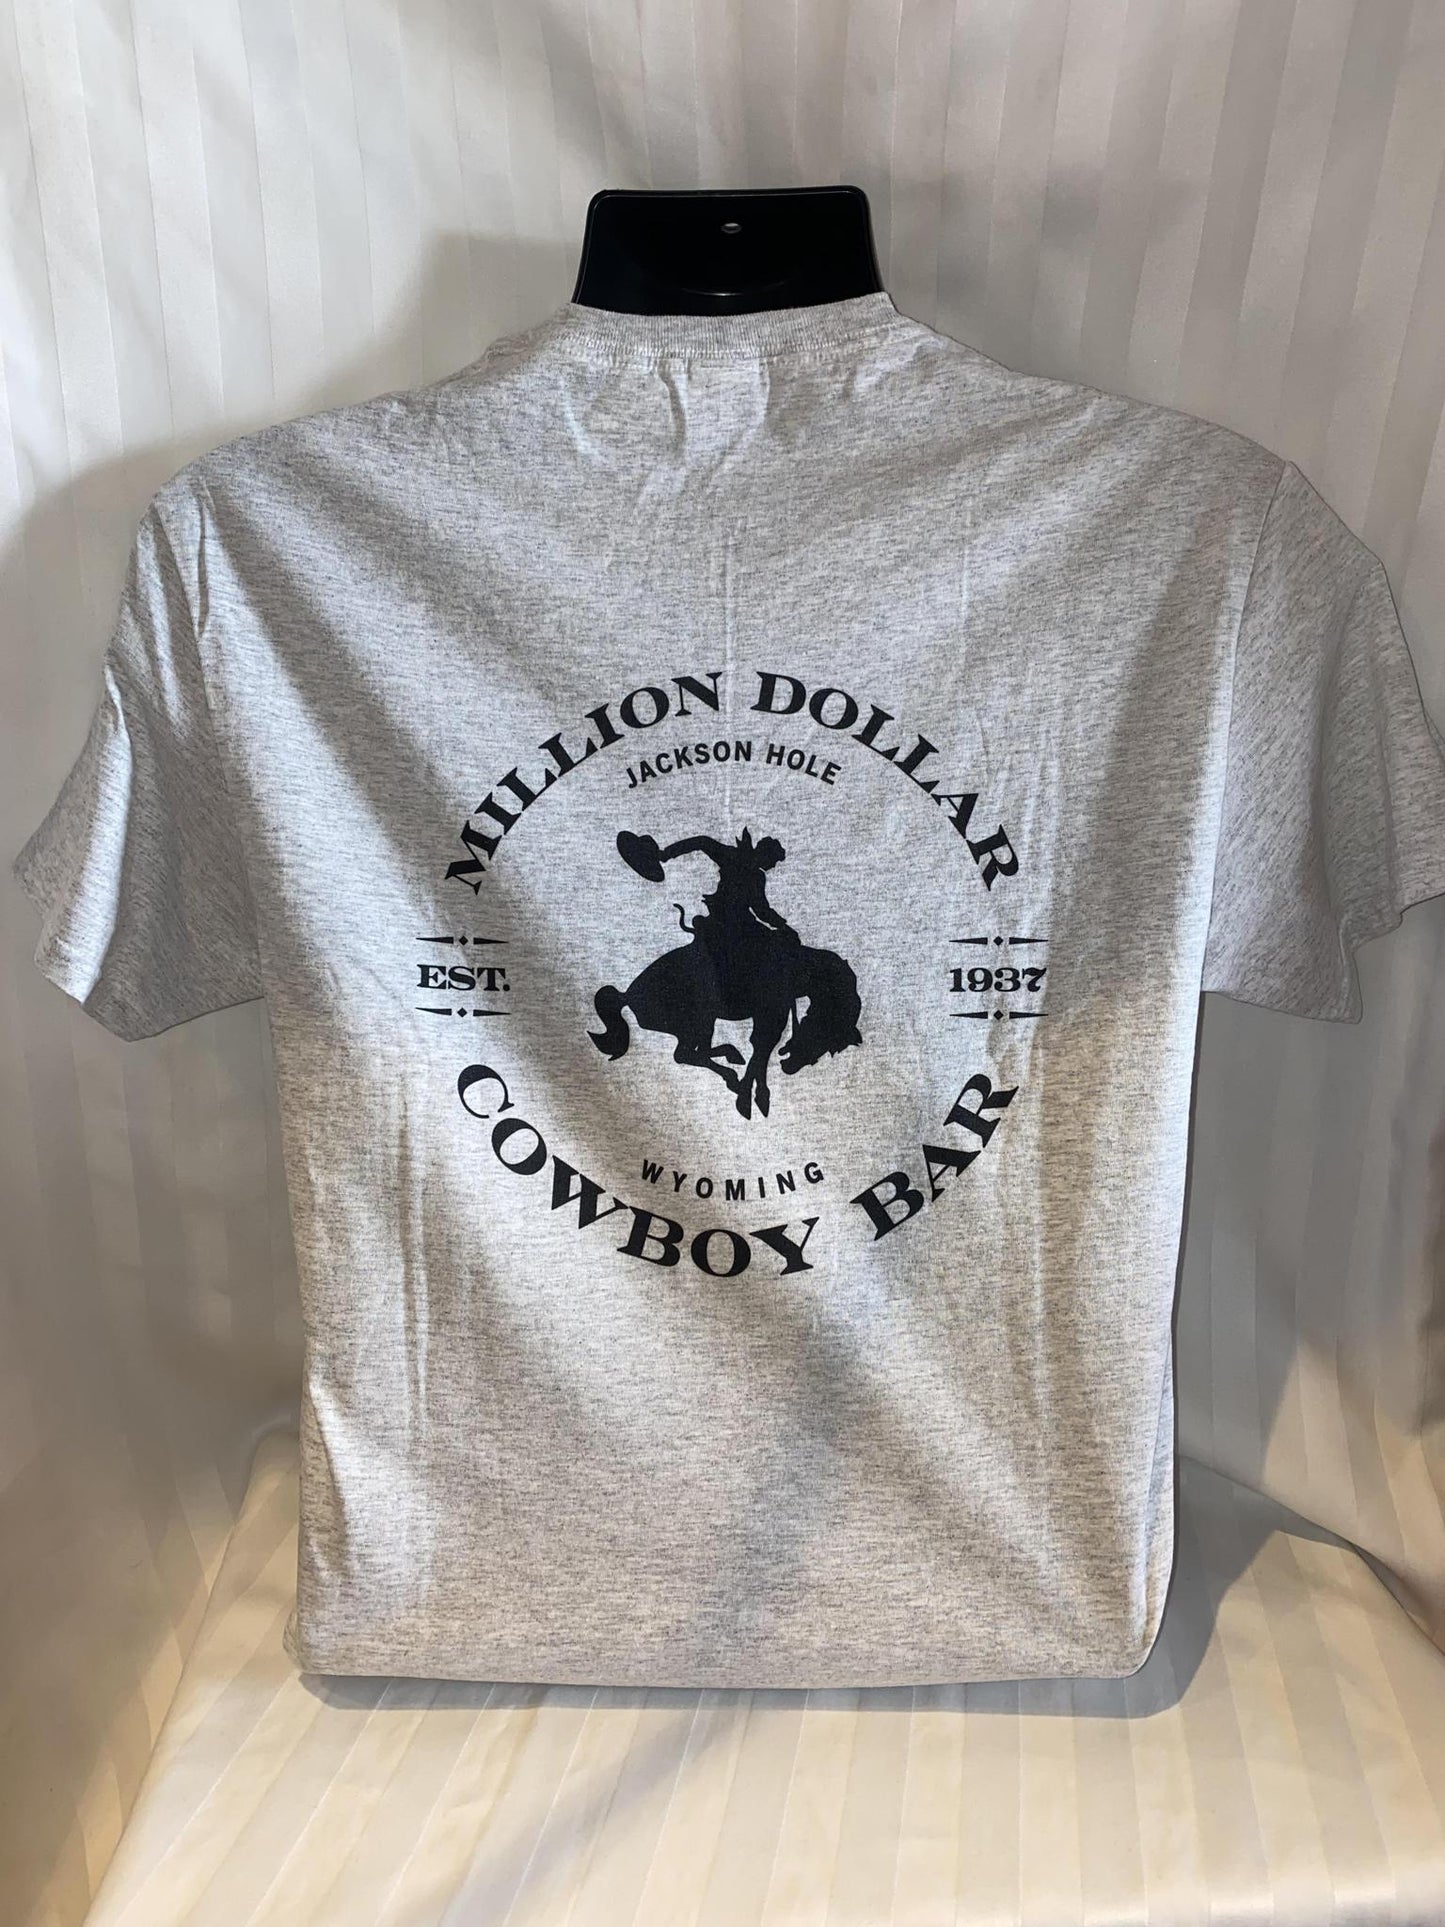 MILLION DOLLAR
JACKSON HOLE
EST. 1937
WYOMING
COWBOY BAR